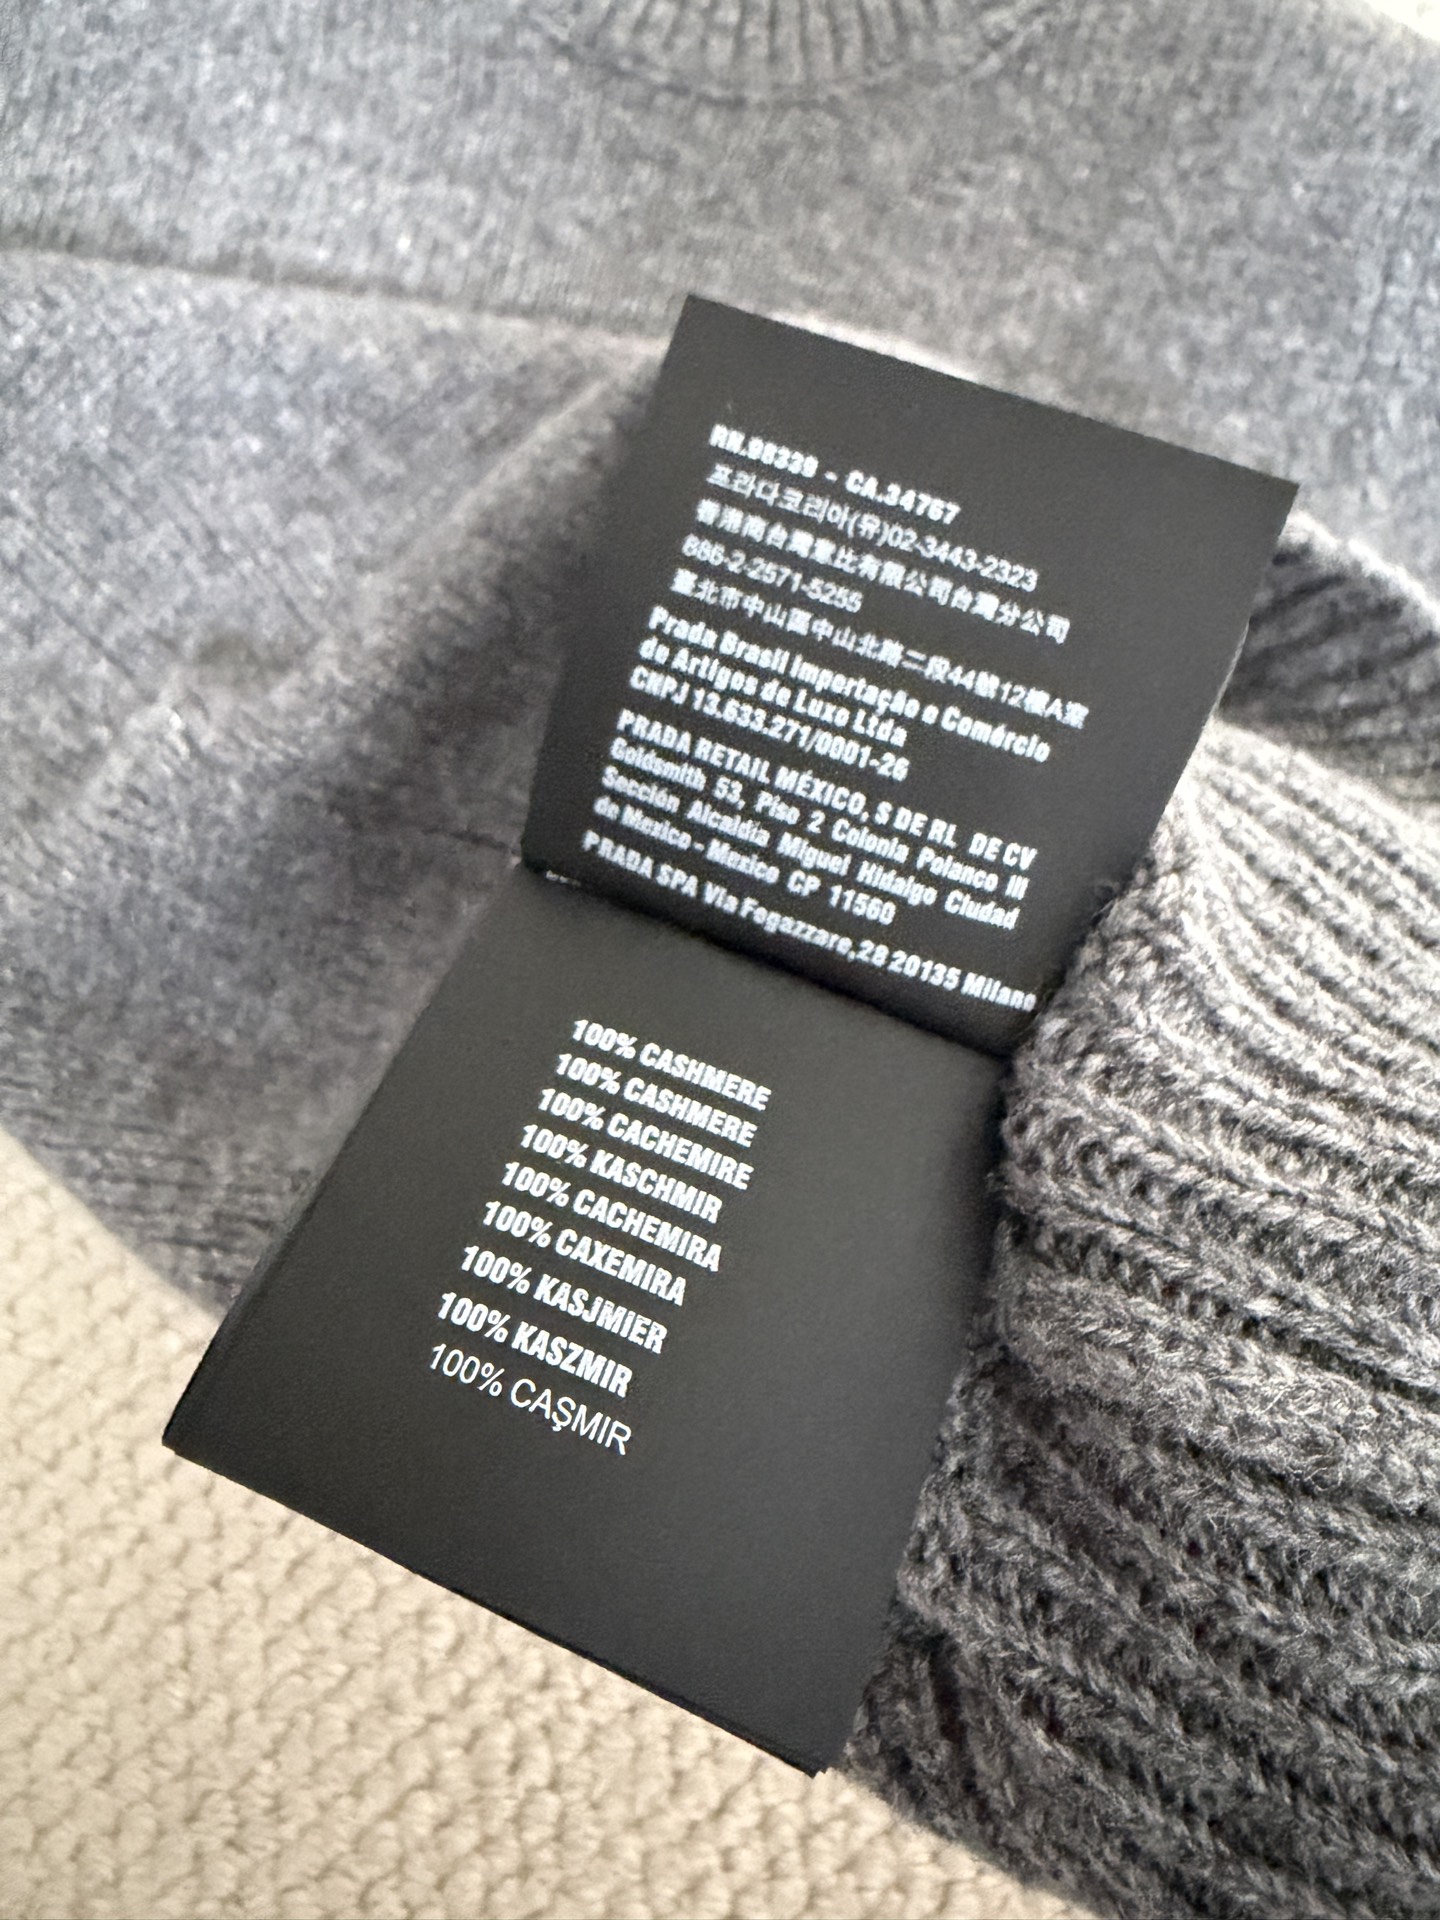 RN.98339 - CA.34767
프라다코리아(유)02-3443-2323
香港商台灣普比有限公司台灣分公司
886-2-2571-5255
臺北市中山區中山北路二段44號12樓A室
Prada Brasil Importação e Comércio
de Artigos de Luxo Ltda
CNPJ 13.633.271/0001-26
PRADA RETAIL MÉXICO, S DE RL DE CV
Goldsmith 53, Piso 2 Colonia Polanco III
Sección Alcaldía Miguel Hidalgo Ciudad
de Mexico - Mexico CP 11560
PRADA SPA Via Fogazzaro,28 20135 Milano
100% CASHMERE
100% CASHMERE
100% CACHEMIRE
100% KASCHMIR
100% CACHEMIRA
100% CAXEMIRA
100% KASJMIER
100% KASZMIR
100% CAŞMIR